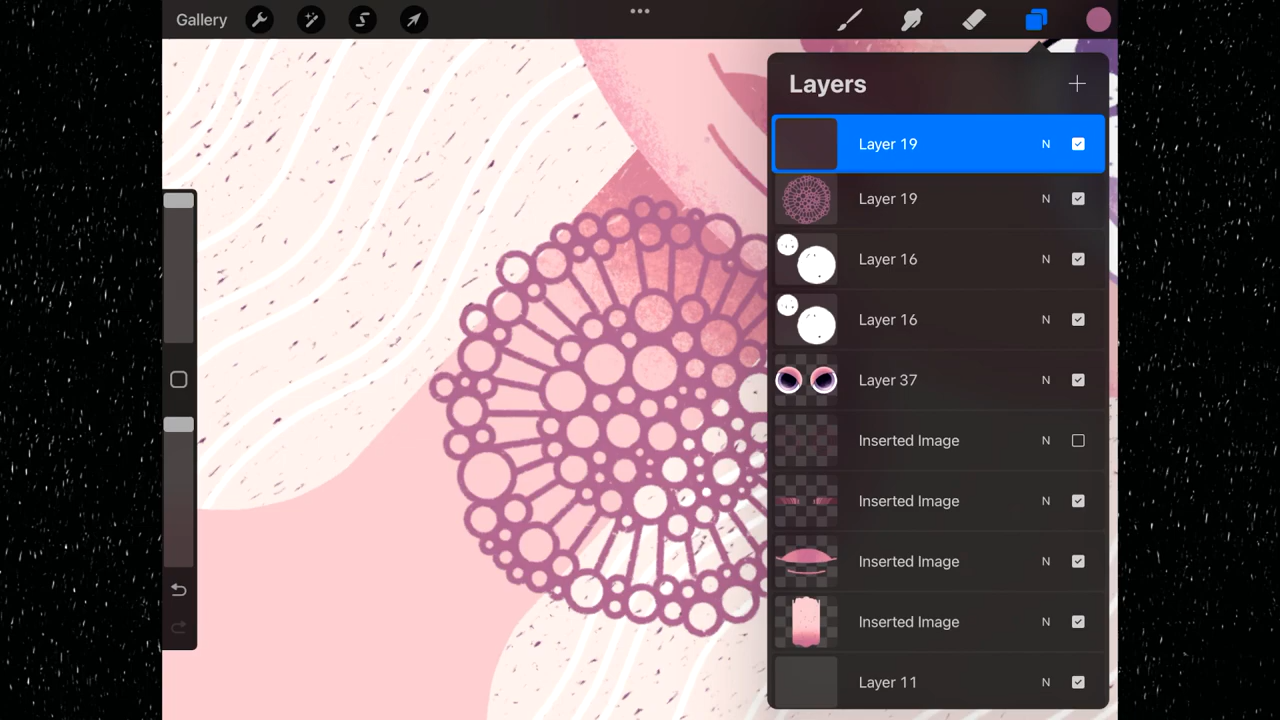 Gallery
Layers
Layer 19 N
Layer 19 N
Layer 16 N
Layer 16 N
Layer 37 N
Inserted Image N
Inserted Image N
Inserted Image N
Inserted Image N
Layer 11 N